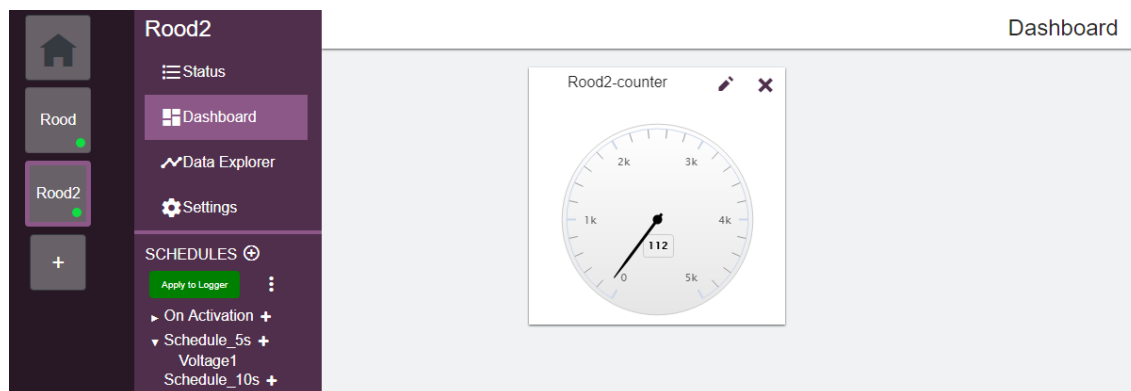 Rood2
Dashboard
Status
Rood
Dashboard
Data Explorer
Rood2
Settings
+
SCHEDULES
Apply to Logger
On Activation +
Schedule_5s +
Voltage1
Schedule_10s +
Rood2-counter
2k
3k
1k
4k
112
0
5k